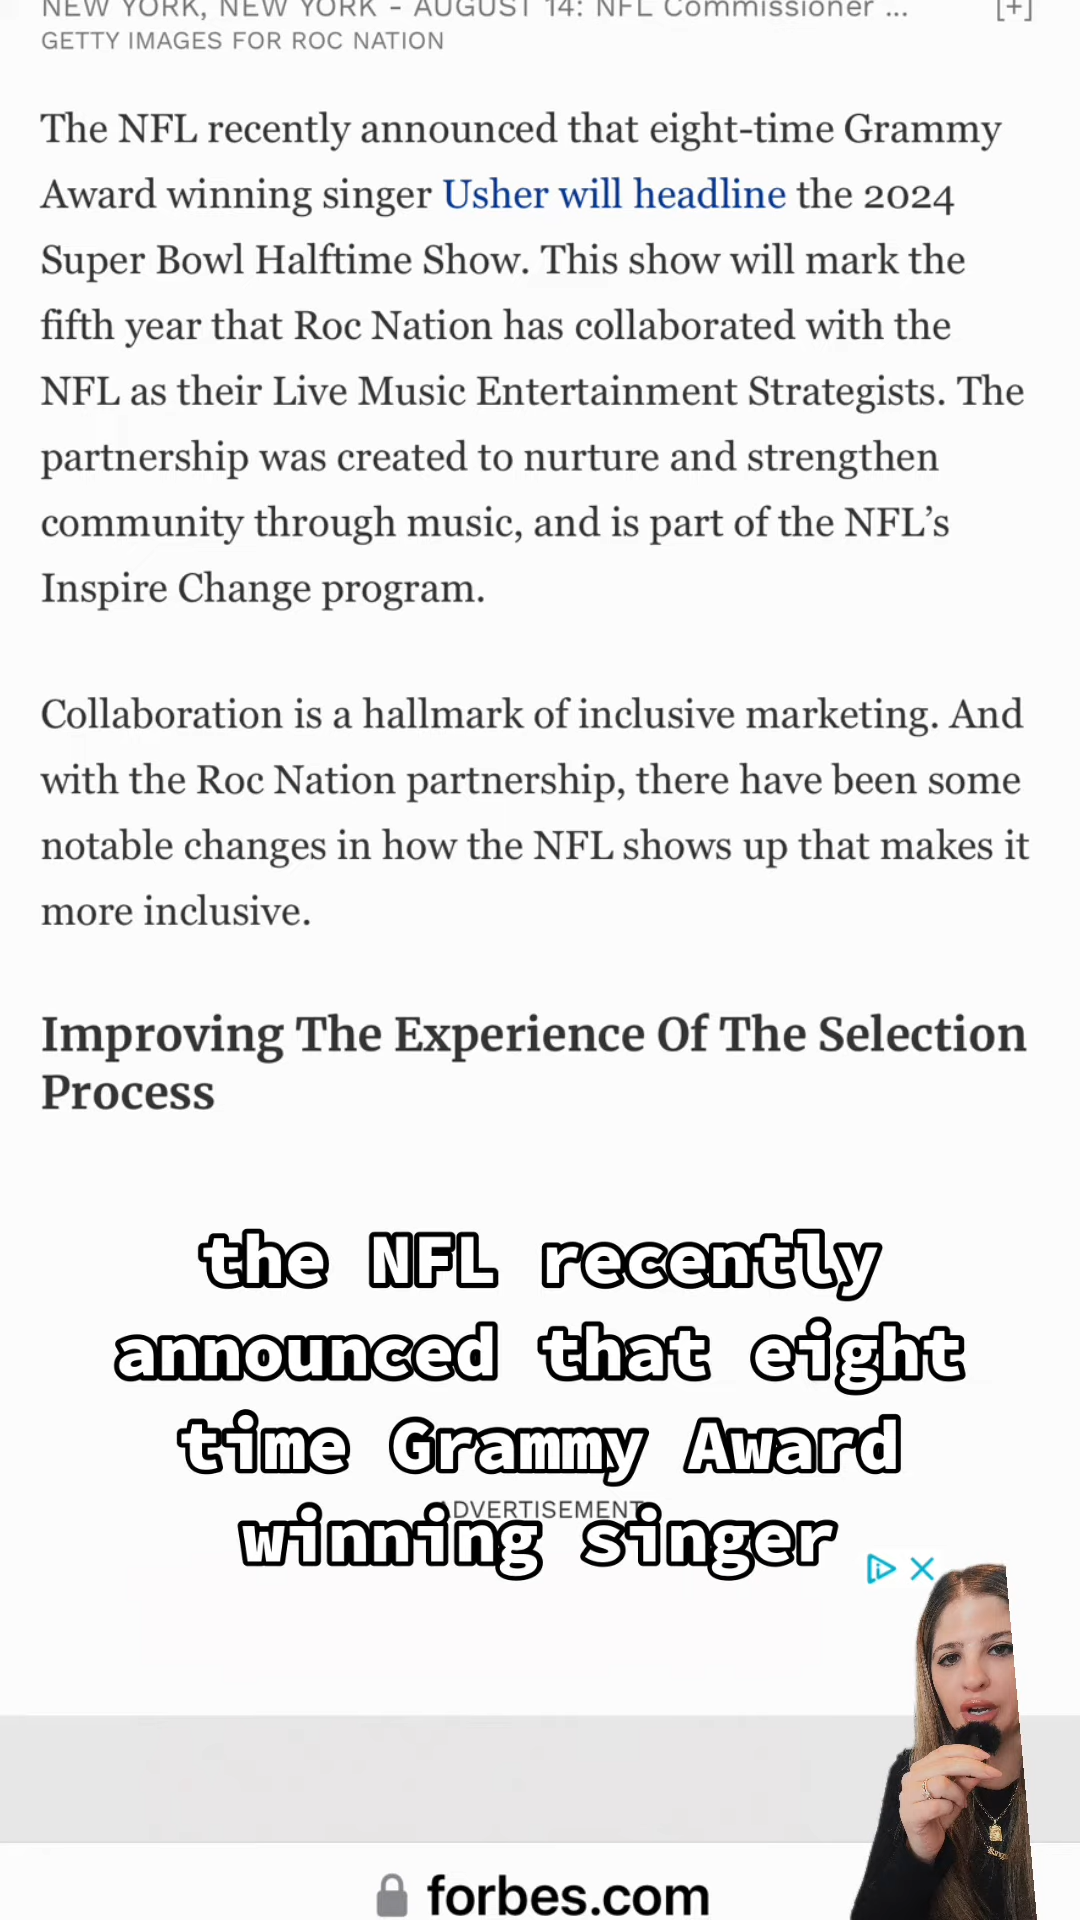 NEW YORK, NEW YORK - AUGUST 14: NFL Commissioner ... [+]
GETTY IMAGES FOR ROC NATION
The NFL recently announced that eight-time Grammy
Award winning singer Usher will headline the 2024
Super Bowl Halftime Show. This show will mark the
fifth year that Roc Nation has collaborated with the
NFL as their Live Music Entertainment Strategists. The
partnership was created to nurture and strengthen
community through music, and is part of the NFL’s
Inspire Change program.
Collaboration is a hallmark of inclusive marketing. And
with the Roc Nation partnership, there have been some
notable changes in how the NFL shows up that makes it
more inclusive.
Improving The Experience Of The Selection
Process
the NFL recently
announced that eight
time Grammy Award
ADVERTISEMENT
winning singer
forbes.com